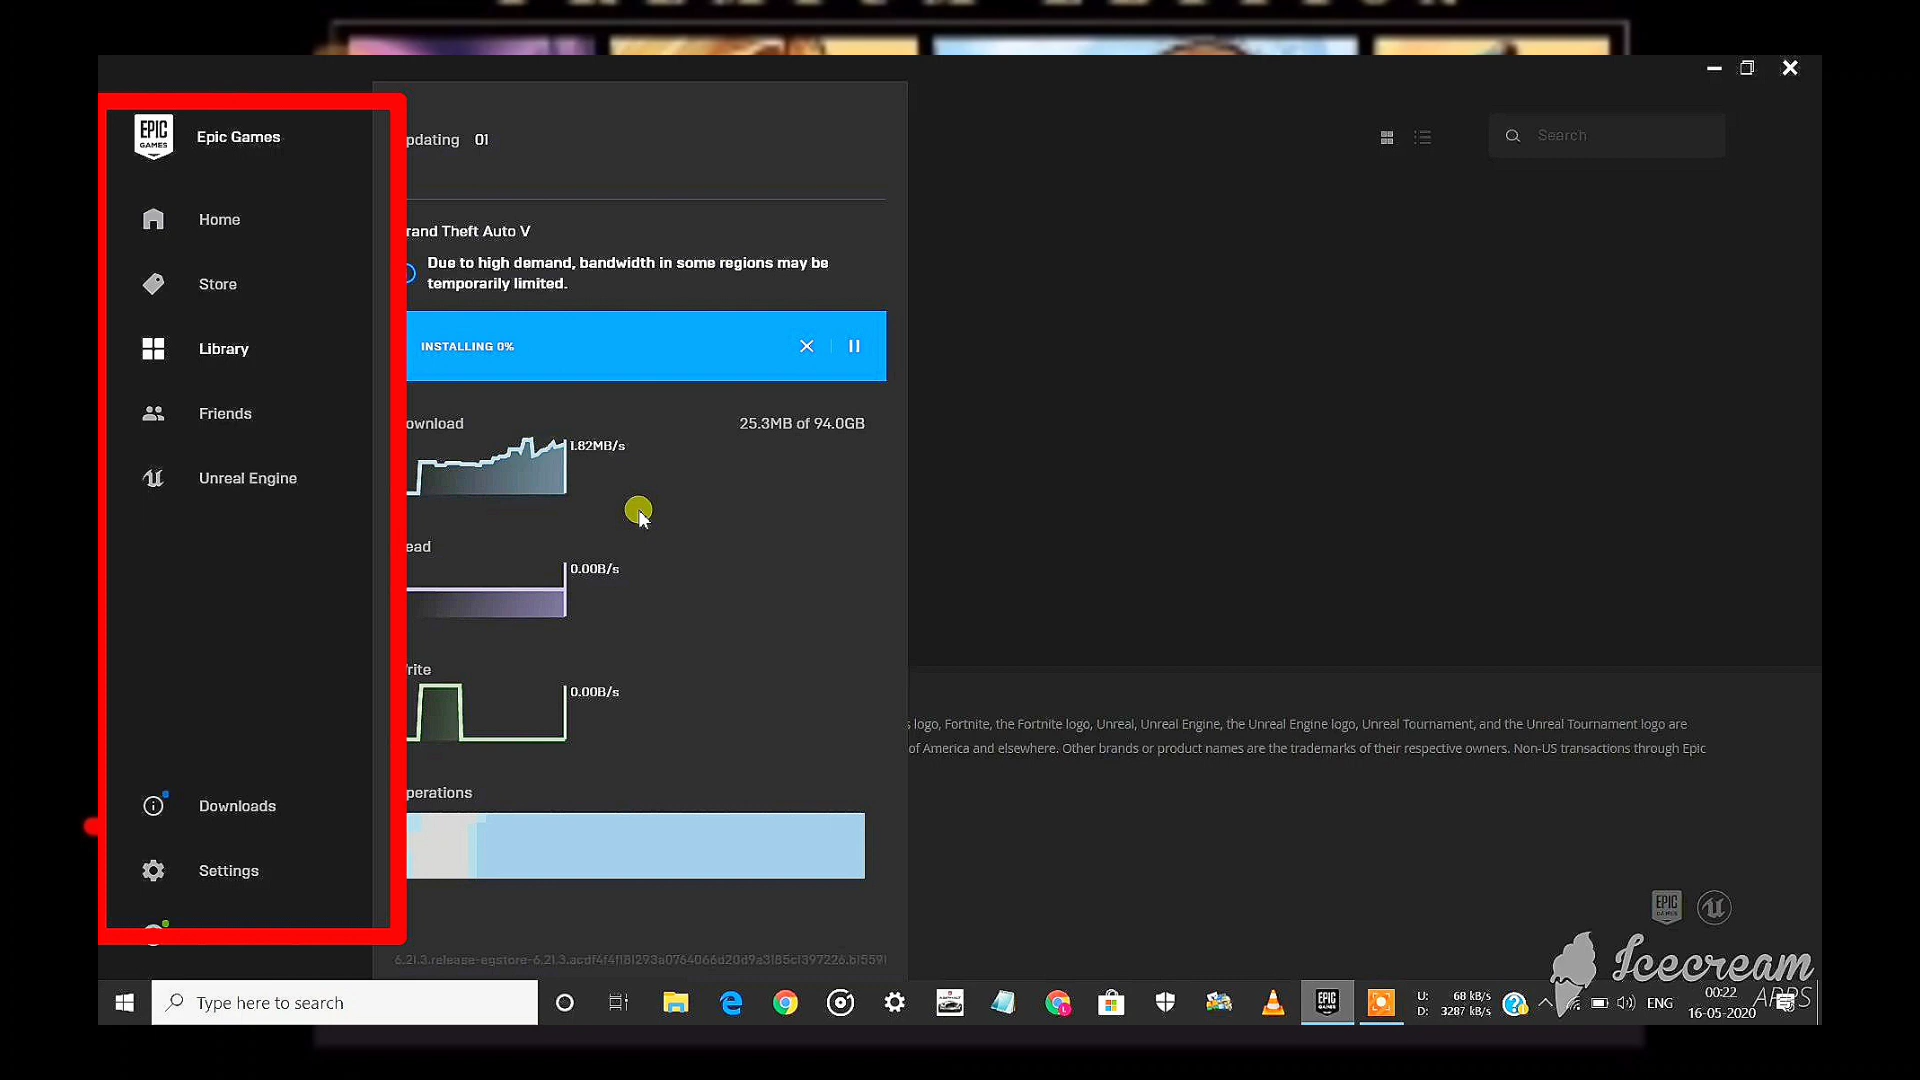 EPIC GAMES
Epic Games
Home
Store
Library
Friends
Unreal Engine
Downloads
Settings
pdating 01
Search
rand Theft Auto V
Due to high demand, bandwidth in some regions may be
temporarily limited.
INSTALLING 0%
ownload 25.3MB of 94.0GB
1.82MB/s
ead
0.00B/s
rite
0.00B/s
perations
s logo, Fortnite, the Fortnite logo, Unreal, Unreal Engine, the Unreal Engine logo, Unreal Tournament, and the Unreal Tournament logo are
of America and elsewhere. Other brands or product names are the trademarks of their respective owners. Non-US transactions through Epic
EPIC GAMES
Icecream
APPS
Type here to search
EPIC GAMES
U: 68 kB/s
D: 3287 kB/s
ENG
00:22
16-05-2020